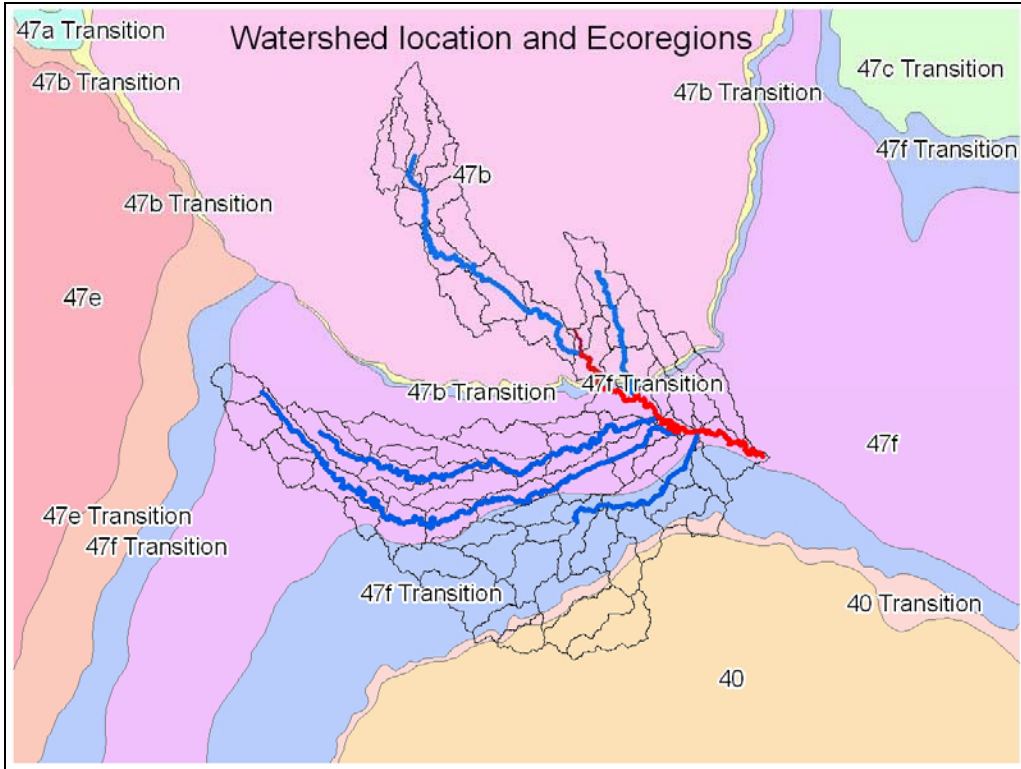 47a Transition
Watershed location and Ecoregions
47b Transition
47c Transition
47b Transition
47f Transition
47b
47b Transition
47e
47b Transition
47f Transition
47f
47e Transition
47f Transition
47f Transition
40 Transition
40